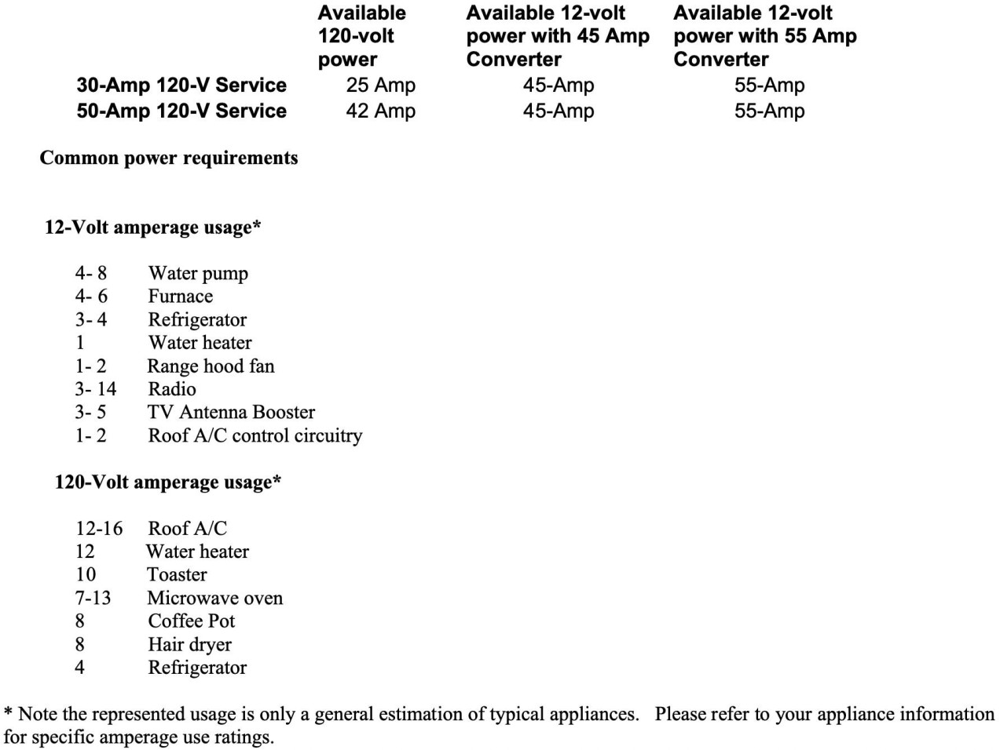 Available 120-volt power	Available 12-volt power with 45 Amp Converter	Available 12-volt power with 55 Amp Converter
30-Amp 120-V Service	25 Amp	45-Amp	55-Amp
50-Amp 120-V Service	42 Amp	45-Amp	55-Amp
Common power requirements
12-Volt amperage usage*
4- 8 Water pump
4- 6 Furnace
3- 4 Refrigerator
1 Water heater
1- 2 Range hood fan
3- 14 Radio
3- 5 TV Antenna Booster
1- 2 Roof A/C control circuitry
120-Volt amperage usage*
12-16 Roof A/C
12 Water heater
10 Toaster
7-13 Microwave oven
8 Coffee Pot
8 Hair dryer
4 Refrigerator
* Note the represented usage is only a general estimation of typical appliances. Please refer to your appliance information
for specific amperage use ratings.